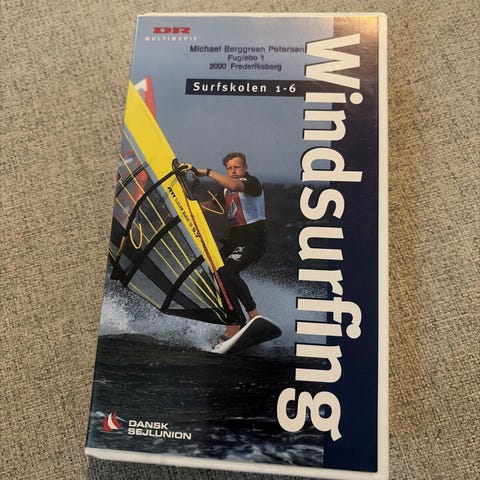 DR
MULTIMEDIE
Michael Berggreen Petersen
Fuglebo 1
2000 Frederiksberg
Surfskolen 1-6
Windsurfing
DANSK
SEJLUNION